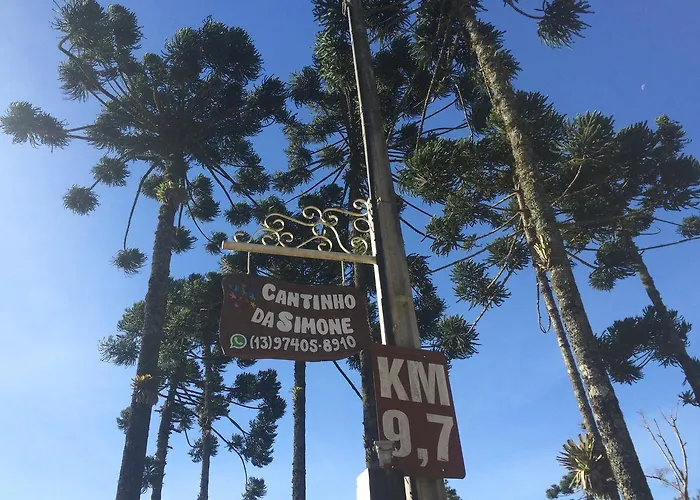 CANTINHO
DA SIMONE
(13)97405-8910
KM
9,7